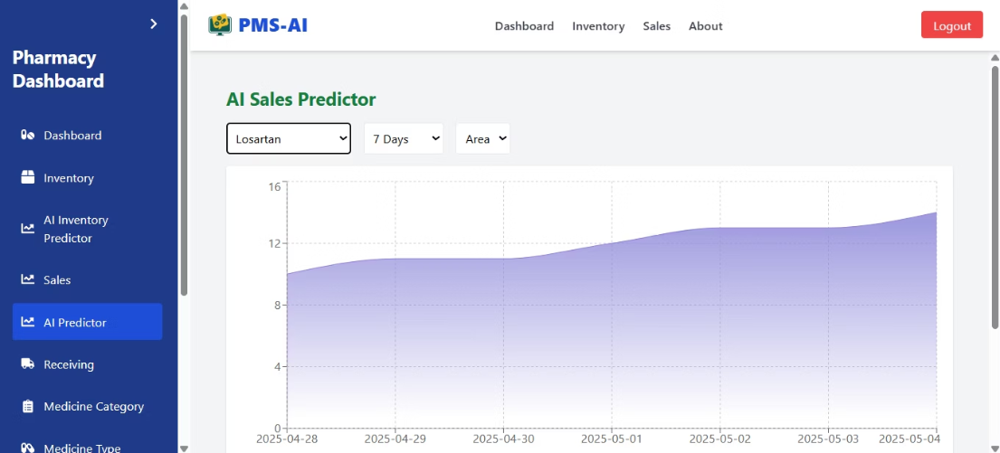 Pharmacy
Dashboard
Dashboard
Inventory
AI Inventory
Predictor
Sales
AI Predictor
Receiving
Medicine Category
Medicine Type
PMS-AI
Dashboard Inventory Sales About
Logout
AI Sales Predictor
Losartan 7 Days Area
16
12
8
4
0
2025-04-28 2025-04-29 2025-04-30 2025-05-01 2025-05-02 2025-05-03 2025-05-04